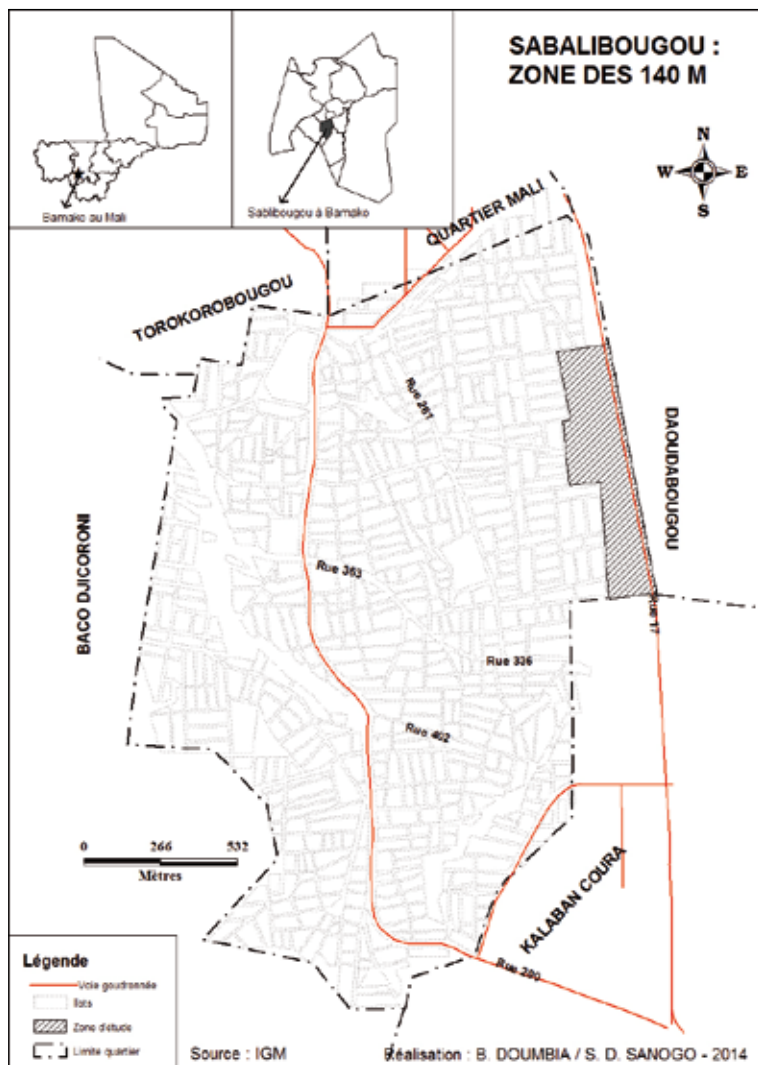 SABALIBOUGOU :
ZONE DES 140 M
Bamako au Mali
Sablibougou à Bamako
N
W
E
S
QUARTIER MALI
TOROKOROBOUGOU
Rue 261
DAOUDABOUGOU
BACO DJICORONI
Rue 363
Rue 17
Rue 336
Rue 402
0 266 532
Mètres
KALABAN COURA
Rue 280
Légende
Voie goudronnée
Ilots
Zone d'étude
Limite quartier
Source : IGM
Réalisation : B. DOUMBIA / S. D. SANOGO - 2014